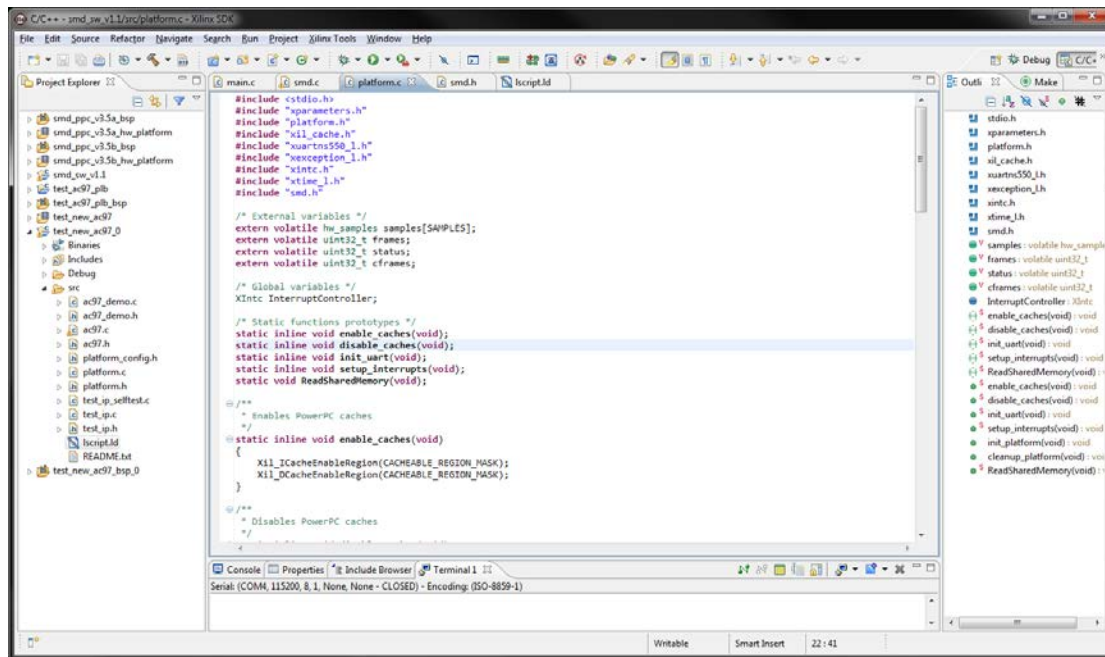 C/C++ - smd_sw_v1.1/src/platform.c - Xilinx SDK
File Edit Source Refactor Navigate Search Run Project Xilinx Tools Window Help
Debug C/C+
Project Explorer
main.c smd.c platform.c smd.h lscript.ld
Outli Make
smd_ppc_v3.5a_bsp
smd_ppc_v3.5a_hw_platform
smd_ppc_v3.5b_bsp
smd_ppc_v3.5b_hw_platform
smd_sw_v1.1
test_ac97_plb
test_ac97_plb_bsp
test_new_ac97
test_new_ac97_0
Binaries
Includes
Debug
src
ac97_demo.c
ac97_demo.h
ac97.c
ac97.h
platform_config.h
platform.c
platform.h
test_ip_selftest.c
test_ip.c
test_ip.h
lscript.ld
README.txt
test_new_ac97_bsp_0
#include <stdio.h>
#include "xparameters.h"
#include "platform.h"
#include "xil_cache.h"
#include "xuartns550_l.h"
#include "xexception_l.h"
#include "xintc.h"
#include "xtime_l.h"
#include "smd.h"
/* External variables */
extern volatile hw_samples samples[SAMPLES];
extern volatile uint32_t frames;
extern volatile uint32_t status;
extern volatile uint32_t cframes;
/* Global variables */
XIntc InterruptController;
/* Static functions prototypes */
static inline void enable_caches(void);
static inline void disable_caches(void);
static inline void init_uart(void);
static inline void setup_interrupts(void);
static void ReadSharedMemory(void);
/**
* Enables PowerPC caches
*/
static inline void enable_caches(void)
{
Xil_ICacheEnableRegion(CACHEABLE_REGION_MASK);
Xil_DCacheEnableRegion(CACHEABLE_REGION_MASK);
}
/**
* Disables PowerPC caches
*/
stdio.h
xparameters.h
platform.h
xil_cache.h
xuartns550_l.h
xexception_l.h
xintc.h
xtime_l.h
smd.h
samples : volatile hw_sample
frames : volatile uint32_t
status : volatile uint32_t
cframes : volatile uint32_t
InterruptController : XIntc
enable_caches(void) : void
disable_caches(void) : void
init_uart(void) : void
setup_interrupts(void) : void
ReadSharedMemory(void) :
enable_caches(void) : void
disable_caches(void) : void
init_uart(void) : void
setup_interrupts(void) : void
init_platform(void) : void
cleanup_platform(void) : voi
ReadSharedMemory(void) :
Console Properties Include Browser Terminal 1
Serial: (COM4, 115200, 8, 1, None, None - CLOSED) - Encoding: (ISO-8859-1)
Writable Smart Insert 22 : 41